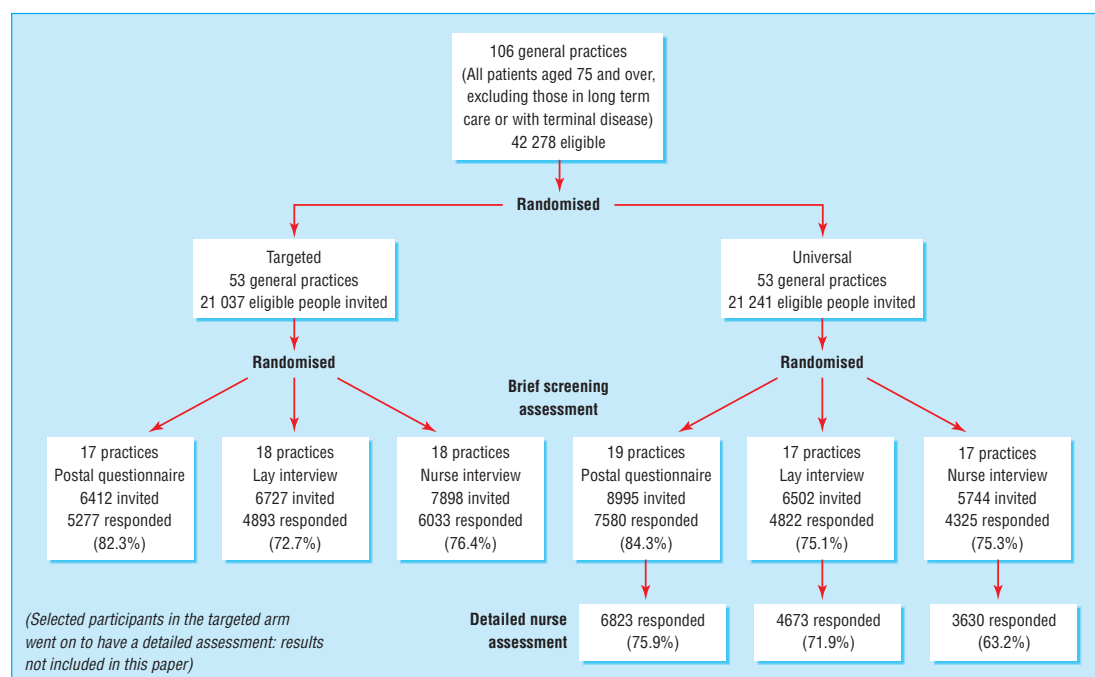 106 general practices
(All patients aged 75 and over,
excluding those in long term
care or with terminal disease)
42 278 eligible
Randomised
Targeted
53 general practices
21 037 eligible people invited
Universal
53 general practices
21 241 eligible people invited
Randomised
Randomised
Brief screening
assessment
17 practices
Postal questionnaire
6412 invited
5277 responded
(82.3%)
18 practices
Lay interview
6727 invited
4893 responded
(72.7%)
18 practices
Nurse interview
7898 invited
6033 responded
(76.4%)
19 practices
Postal questionnaire
8995 invited
7580 responded
(84.3%)
17 practices
Lay interview
6502 invited
4822 responded
(75.1%)
17 practices
Nurse interview
5744 invited
4325 responded
(75.3%)
(Selected participants in the targeted arm
went on to have a detailed assessment: results
not included in this paper)
Detailed nurse
assessment
6823 responded
(75.9%)
4673 responded
(71.9%)
3630 responded
(63.2%)